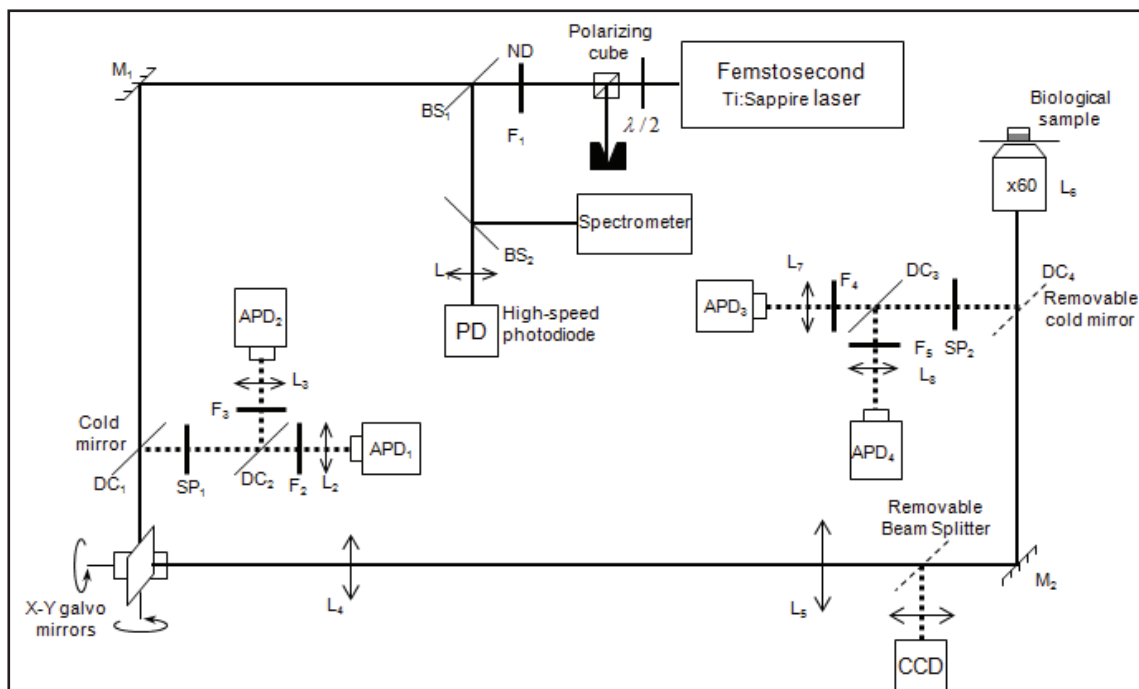 Polarizing
cube
ND
Femstosecond
Ti:Sappire laser
M₁
BS₁
F₁
λ/2
Biological
sample
x60
L₆
Spectrometer
BS₂
L
PD
High-speed
photodiode
APD₂
L₃
F₃
Cold
mirror
DC₁
SP₁
DC₂
F₂
L₂
APD₁
L₇
F₄
DC₃
DC₄
Removable
cold mirror
APD₃
F₅
SP₂
L₈
APD₄
Removable
Beam Splitter
X-Y galvo
mirrors
L₄
L₅
M₂
CCD